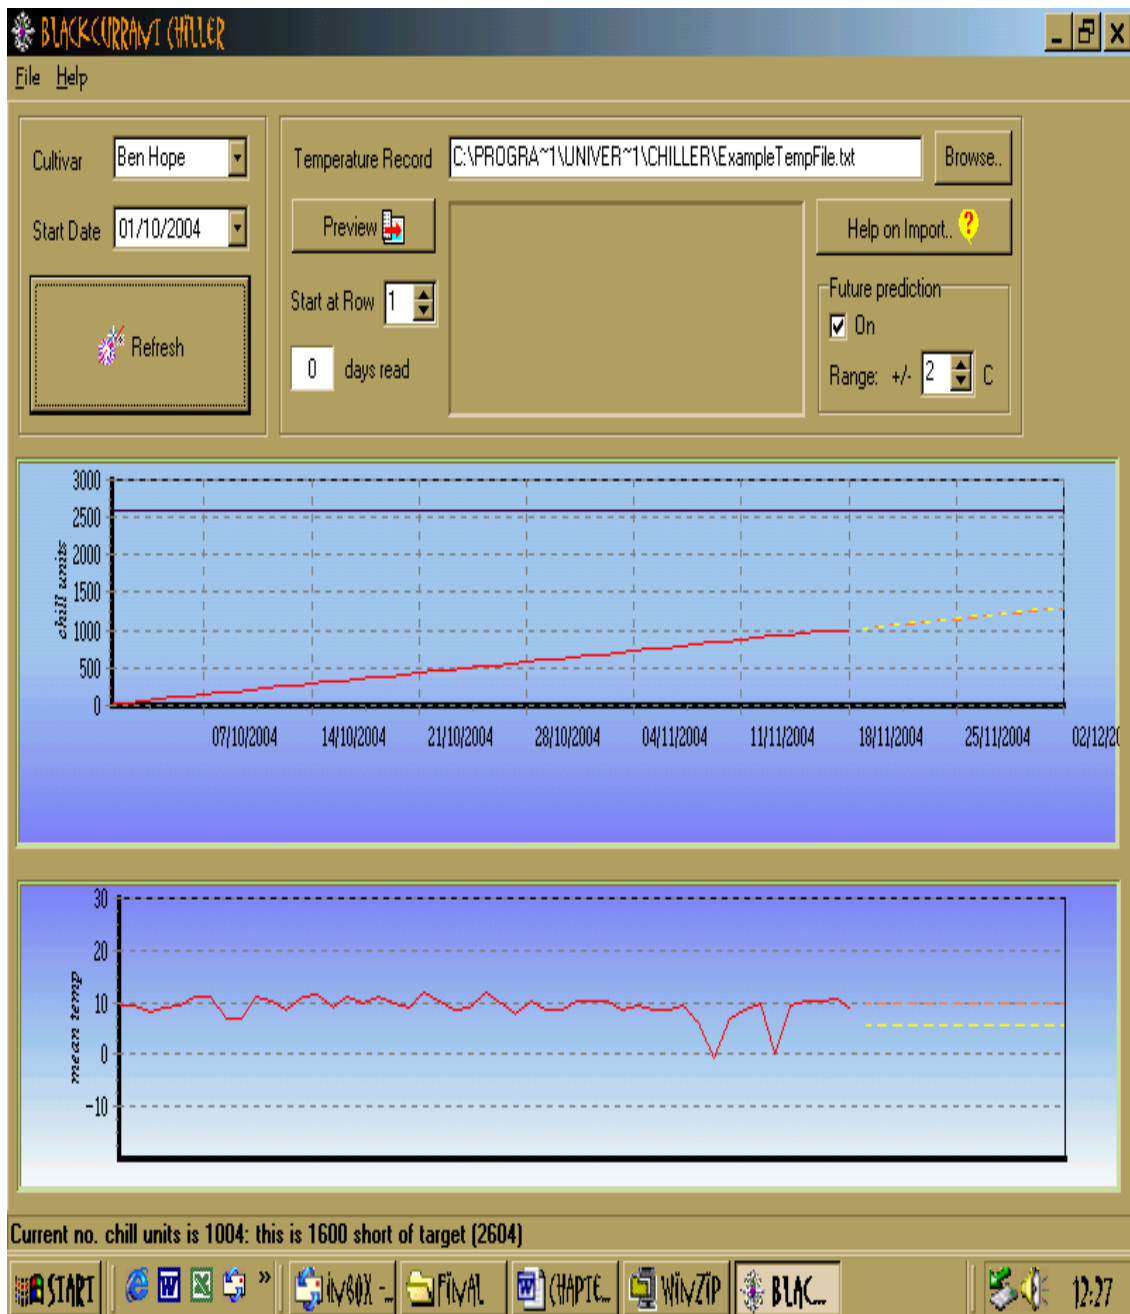 BLACKCURRANT CHILLER
File Help
Cultivar Ben Hope
Start Date 01/10/2004
Refresh
Temperature Record C:\PROGRA~1\UNIVER~1\CHILLER\ExampleTempFile.txt Browse..
Preview
Help on Import.. ?
Start at Row 1
0 days read
Future prediction
On
Range: +/- 2 C
chill units
3000
2500
2000
1500
1000
500
0
07/10/2004 14/10/2004 21/10/2004 28/10/2004 04/11/2004 11/11/2004 18/11/2004 25/11/2004 02/12/20
mean temp
30
20
10
0
-10
Current no. chill units is 1004: this is 1600 short of target (2604)
START » INBOX -... FINAL CHAPTE... WINZIP BLAC... 12:27